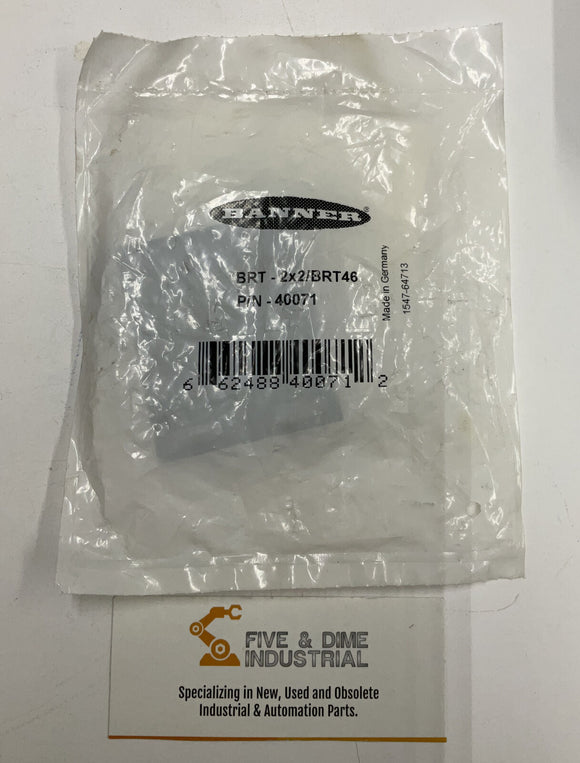 BANNER®
BRT - 2x2/BRT46
P/N - 40071
Made in Germany
1547-64713
6 62488 40071 2
FIVE & DIME
INDUSTRIAL
Specializing in New, Used and Obsolete
Industrial & Automation Parts.